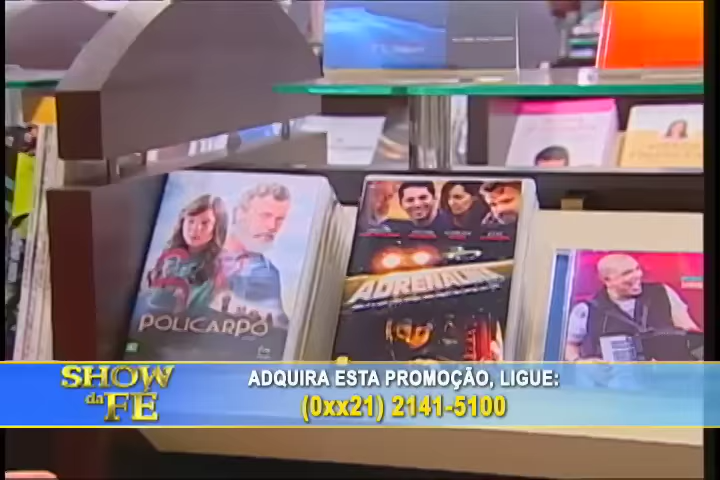 POLICARPO
ADRENALINA
SHOW
da FÉ
ADQUIRA ESTA PROMOÇÃO, LIGUE:
(0xx21) 2141-5100